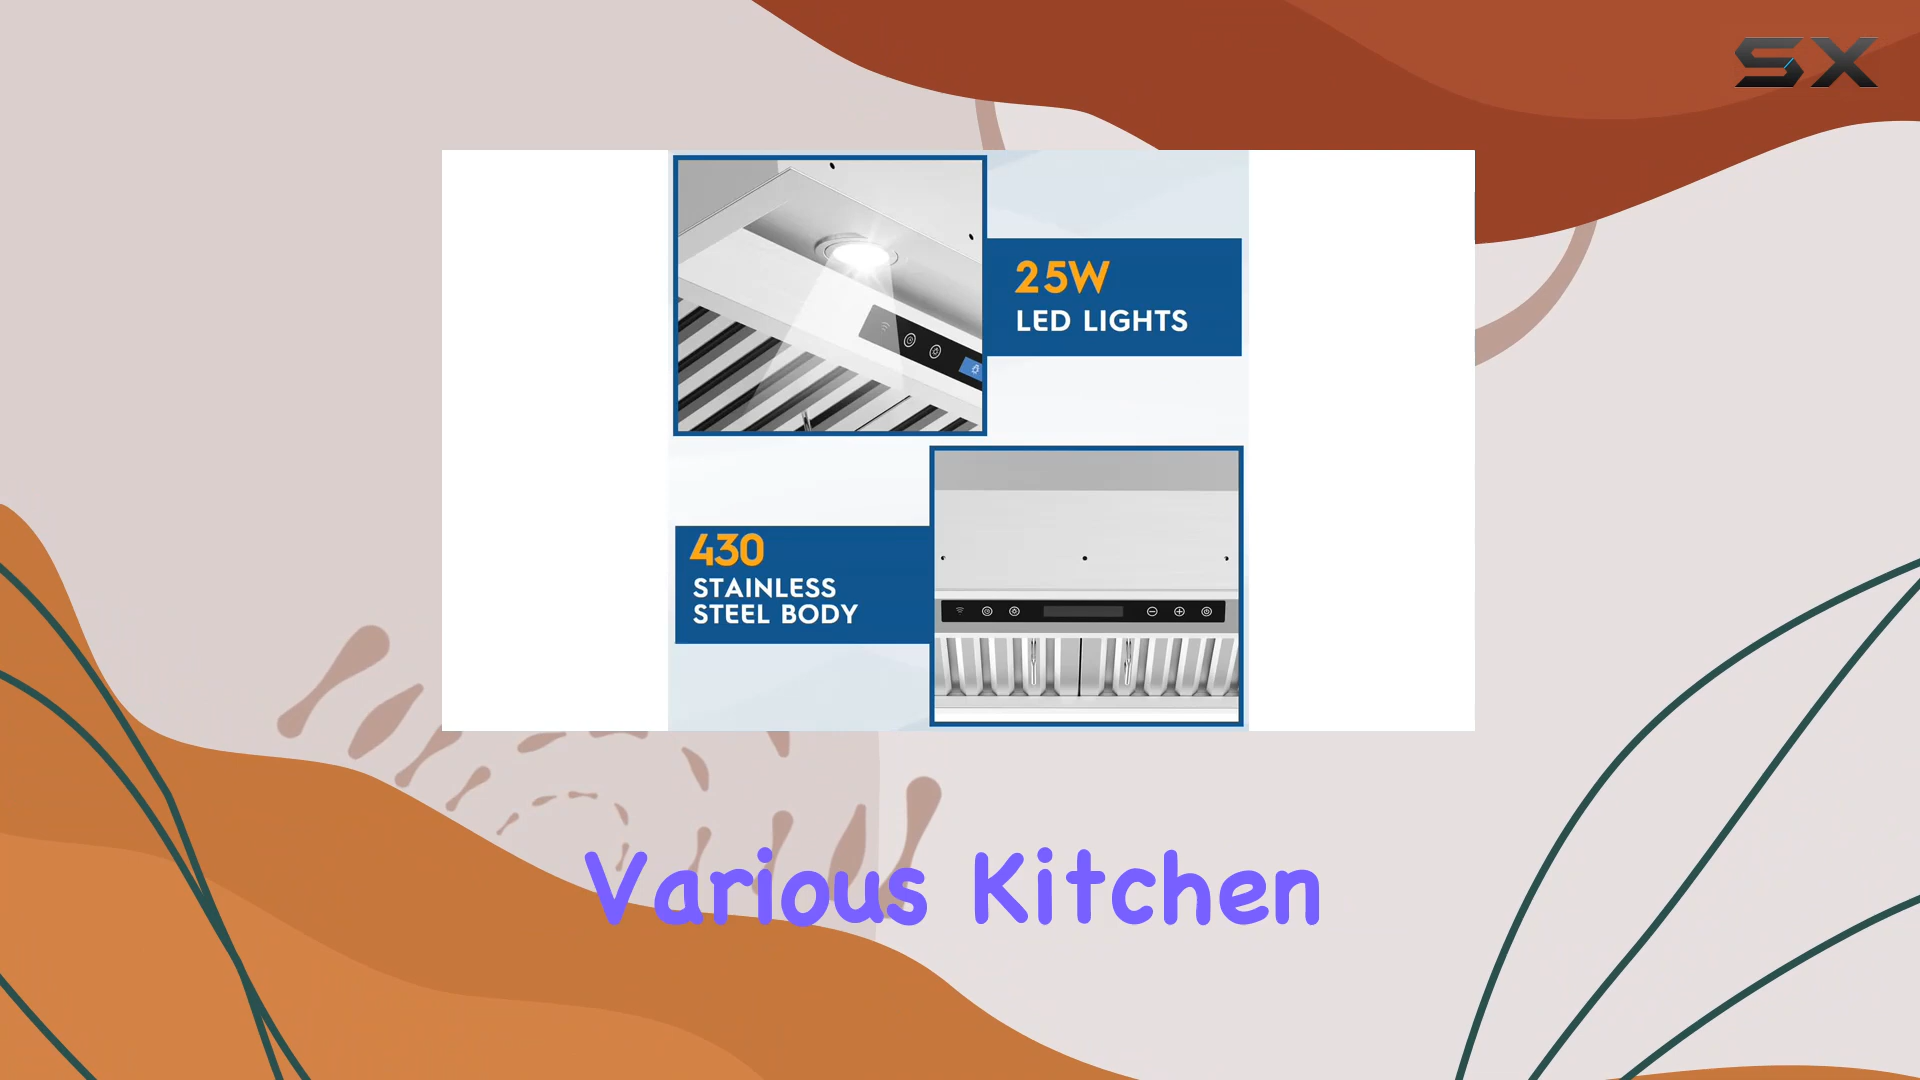 SX
25W
LED LIGHTS
430
STAINLESS
STEEL BODY
Various Kitchen